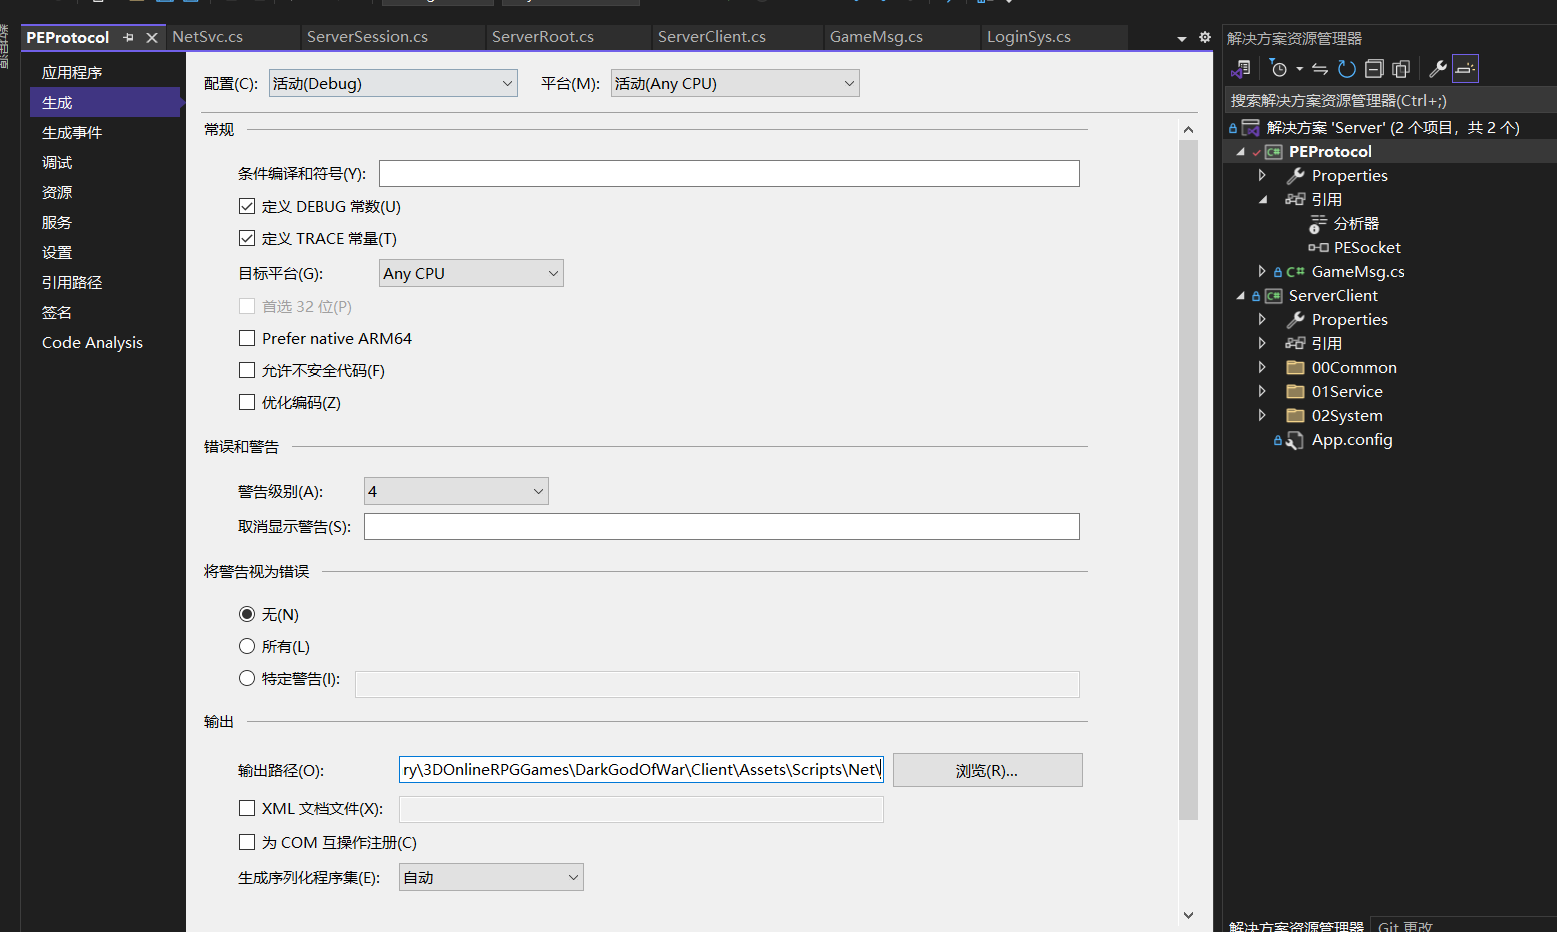 PEProtocol NetSvc.cs ServerSession.cs ServerRoot.cs ServerClient.cs GameMsg.cs LoginSys.cs
应用程序
生成
生成事件
调试
资源
服务
设置
引用路径
签名
Code Analysis
配置(C): 活动(Debug) 平台(M): 活动(Any CPU)
常规
条件编译和符号(Y):
定义 DEBUG 常数(U)
定义 TRACE 常量(T)
目标平台(G): Any CPU
首选 32 位(P)
Prefer native ARM64
允许不安全代码(F)
优化编码(Z)
错误和警告
警告级别(A): 4
取消显示警告(S):
将警告视为错误
无(N)
所有(L)
特定警告(I):
输出
输出路径(O): ry\3DOnlineRPGGames\DarkGodOfWar\Client\Assets\Scripts\Net\ 浏览(R)...
XML 文档文件(X):
为 COM 互操作注册(C)
生成序列化程序集(E): 自动
解决方案资源管理器
搜索解决方案资源管理器(Ctrl+;)
解决方案 'Server' (2 个项目，共 2 个)
PEProtocol
Properties
引用
分析器
PESocket
C# GameMsg.cs
ServerClient
Properties
引用
00Common
01Service
02System
App.config
解决方案资源管理器 Git 更改